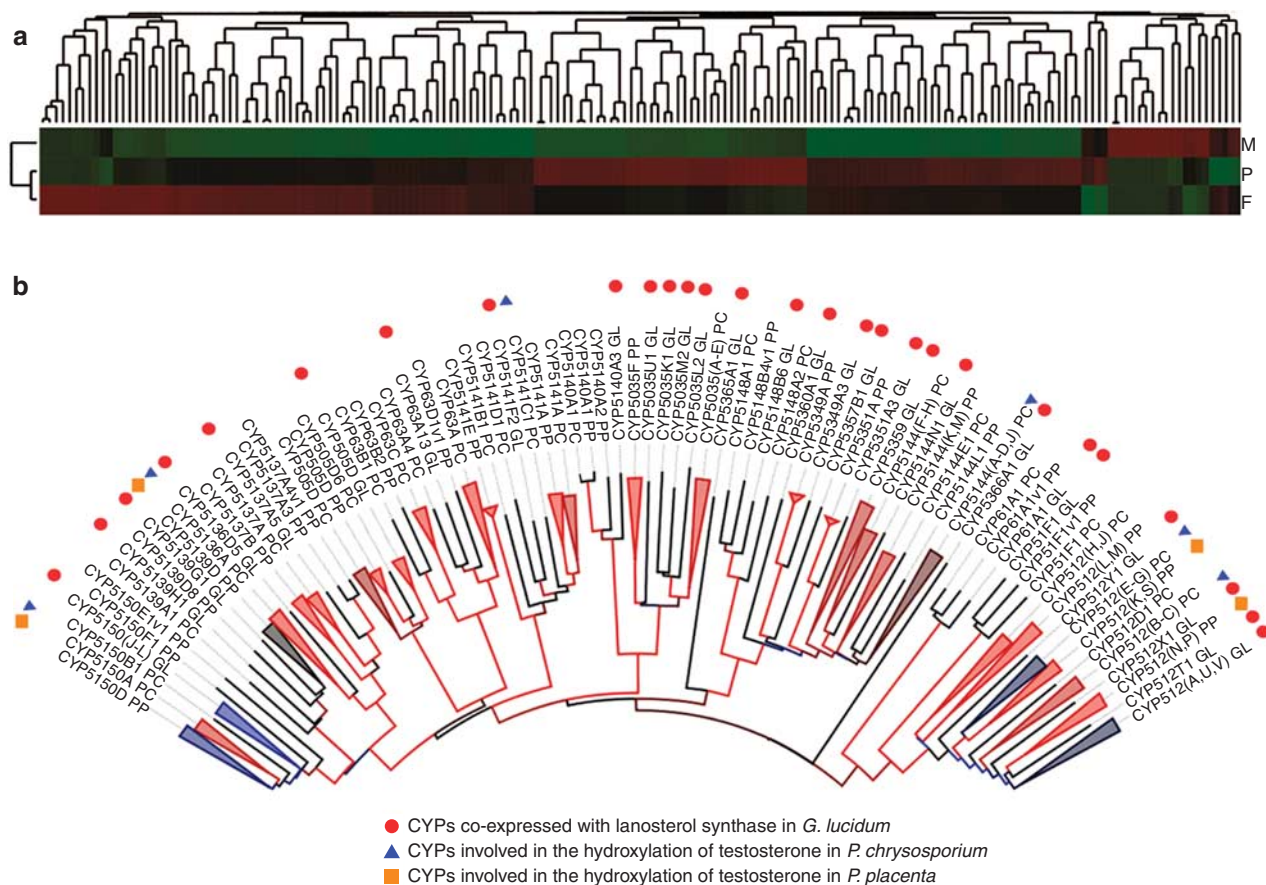 a
M
P
F
b
CYP5150D PP
CYP5150A PC
CYP5150B1 PC
CYP5150(J-L) GL
CYP5150F1 PP
CYP5150E1v1 PP
CYP5139A1 PC
CYP5139H1 GL
CYP5139D8 PP
CYP5139G1 GL
CYP5139D
CYP5136A PC
CYP5136D3 GL
CYP5137B PC
CYP5137A PP
CYP5137A5 GL
CYP5137A3 PP
CYP5137A4v1 PP
CYP505D PP
CYP505D
CYP505D
CYP505D6
CYP63B1 PP
CYP63B2 PC
CYP63C PC
CYP63A4 PC
CYP63A13 GL
CYP63D1v1 PP
CYP63A PC
CYP5141E PP
CYP5141B1 PC
CYP5141D1 PC
CYP5141F2 GL
CYP5141C1 PC
CYP5141A PP
CYP5141A PC
CYP5140A1 PC
CYP5140A1 PP
CYP5140A2 PP
CYP5140A3 GL
CYP5035F PP
CYP5035U1 GL
CYP5035K1 GL
CYP5035M2 GL
CYP5035L2 GL
CYP5035(A-E) PC
CYP5365A1 GL
CYP5148A1 PC
CYP5148B4v1 PP
CYP5148B6 GL
CYP5148A2 PC
CYP5360A1 GL
CYP5349A PP
CYP5349A3 GL
CYP5357B1 GL
CYP5351A PP
CYP5351A3 GL
CYP5359 GL
CYP5144(F-H) PC
CYP5144N1 GL
CYP5144(K,M) PP
CYP5144E1 PC
CYP5144L1 PP
CYP5144(A-D,J) PC
CYP5366A1 GL
CYP61A1 PC
CYP61A1v1 PP
CYP61A1 GL
CYP51F1 GL
CYP51F1v1 PP
CYP51F1 PC
CYP512(H,J) PC
CYP512(L,M) PP
CYP512Y1 GL
CYP512(E-G) PC
CYP512(K,S) PP
CYP512D1 PC
CYP512(B-C) PC
CYP512X1 GL
CYP512(N,P) PP
CYP512T1 GL
CYP512(A,U,V) GL
CYPs co-expressed with lanosterol synthase in G. lucidum
CYPs involved in the hydroxylation of testosterone in P. chrysosporium
CYPs involved in the hydroxylation of testosterone in P. placenta